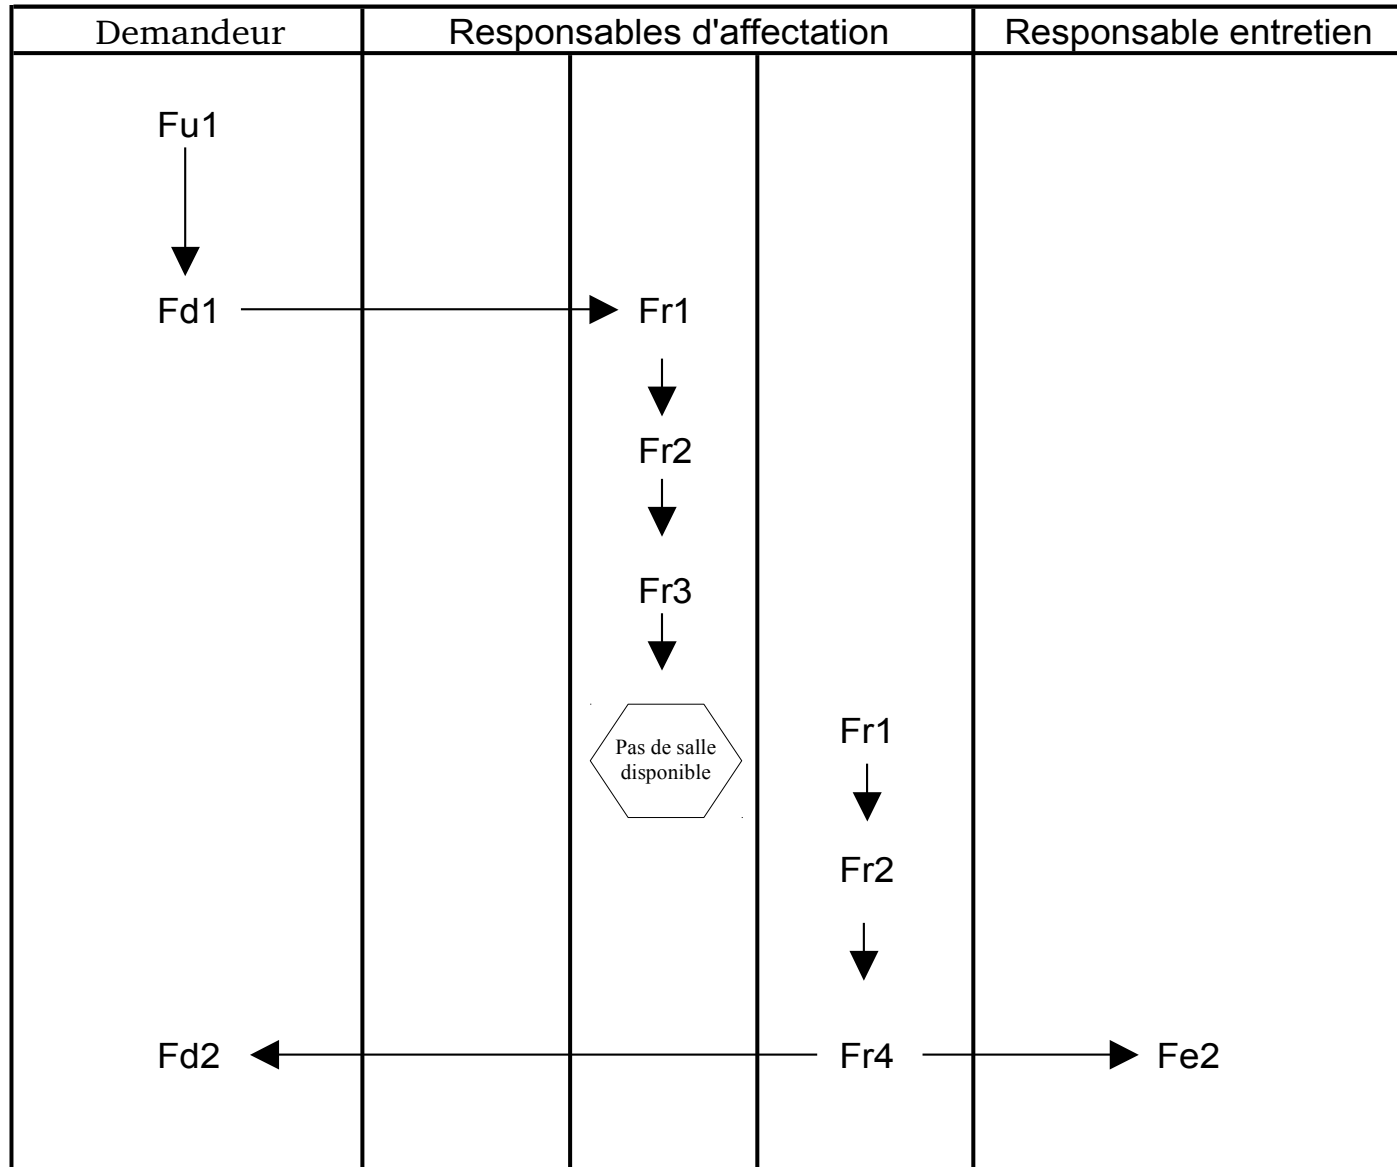 Demandeur
Responsables d'affectation
Responsable entretien
Fu1
Fd1
Fr1
Fr2
Fr3
Pas de salle
disponible
Fr1
Fr2
Fd2
Fr4
Fe2